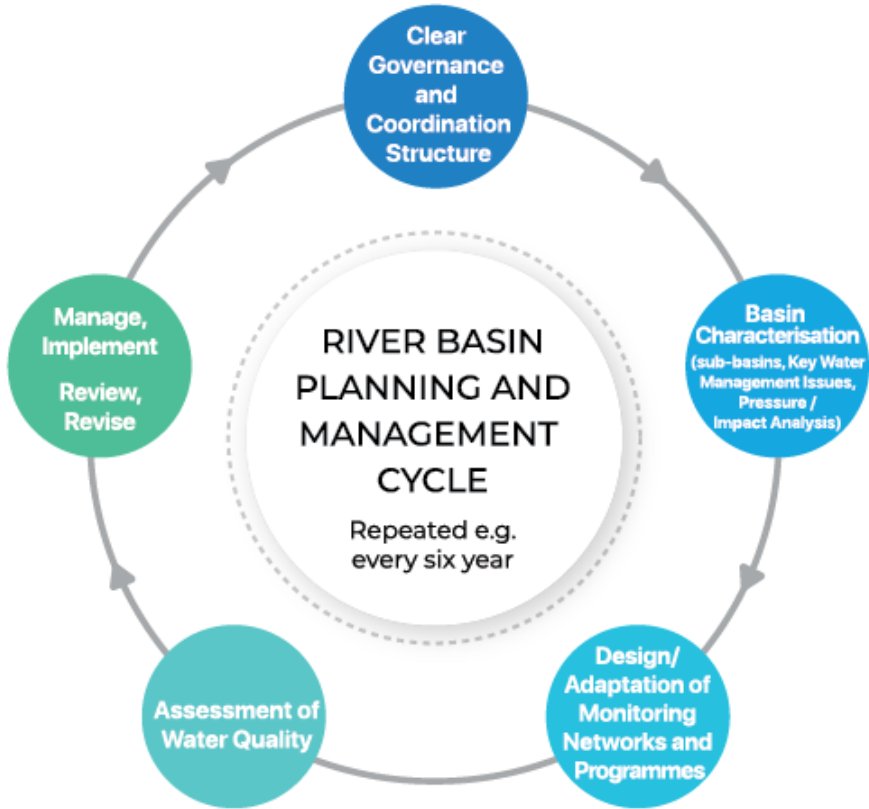 Clear
Governance
and
Coordination
Structure
Basin
Characterisation
(sub-basins, Key Water
Management Issues,
Pressure /
Impact Analysis)
Design/
Adaptation of
Monitoring
Networks and
Programmes
Assessment of
Water Quality
Manage,
Implement
Review,
Revise
RIVER BASIN
PLANNING AND
MANAGEMENT
CYCLE
Repeated e.g.
every six year